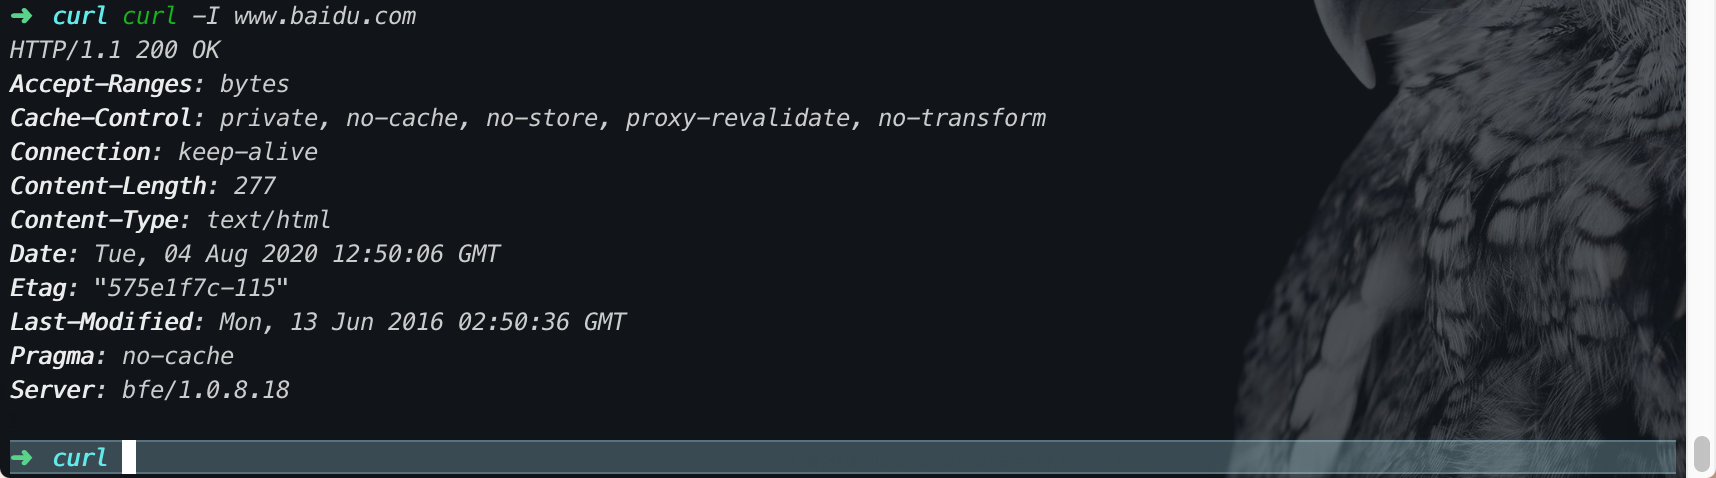 ➜ curl curl -I www.baidu.com
HTTP/1.1 200 OK
Accept-Ranges: bytes
Cache-Control: private, no-cache, no-store, proxy-revalidate, no-transform
Connection: keep-alive
Content-Length: 277
Content-Type: text/html
Date: Tue, 04 Aug 2020 12:50:06 GMT
Etag: "575e1f7c-115"
Last-Modified: Mon, 13 Jun 2016 02:50:36 GMT
Pragma: no-cache
Server: bfe/1.0.8.18
➜ curl